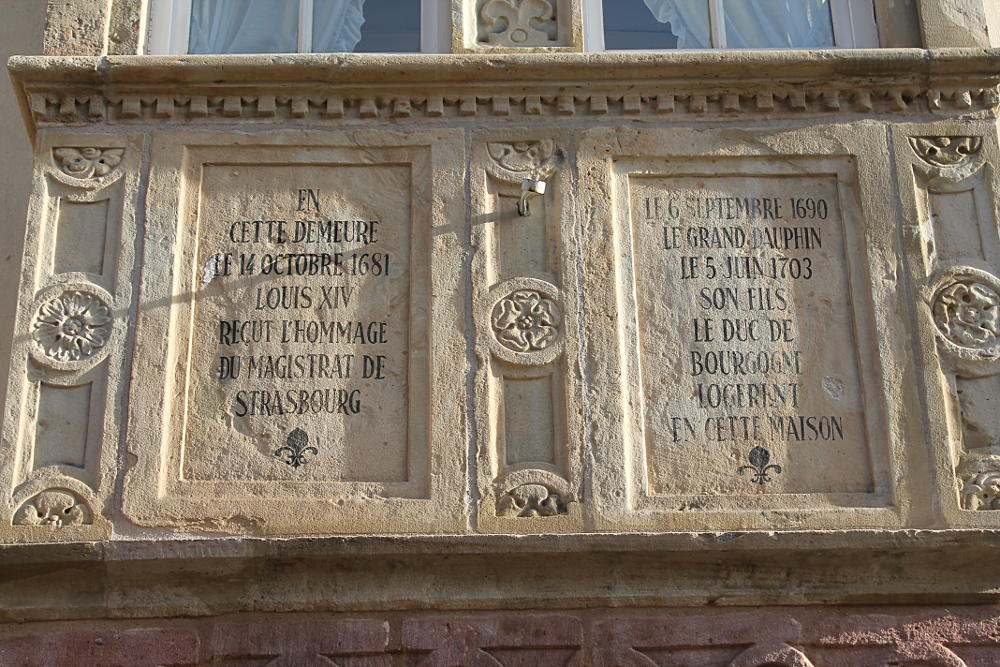 EN
CETTE DEMEURE
LE 14 OCTOBRE 1681
LOUIS XIV
REÇUT L'HOMMAGE
DU MAGISTRAT DE
STRASBOURG
LE 6 SEPTEMBRE 1690
LE GRAND DAUPHIN
LE 5 JUIN 1703
SON FILS
LE DUC DE
BOURGOGNE
LOGERENT
EN CETTE MAISON